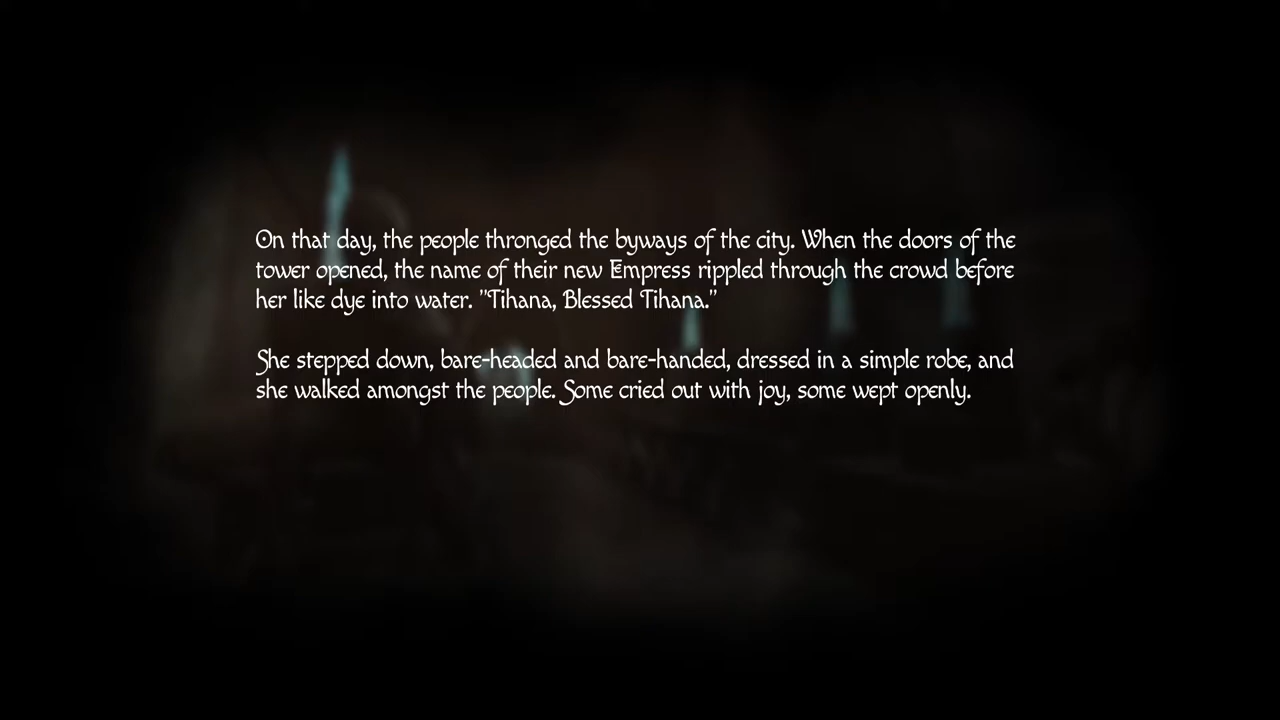 On that day, the people thronged the byways of the city. When the doors of the
tower opened, the name of their new Empress rippled through the crowd before
her like dye into water. "Tihana, Blessed Tihana."
She stepped down, bare-headed and bare-handed, dressed in a simple robe, and
she walked amongst the people. Some cried out with joy, some wept openly.